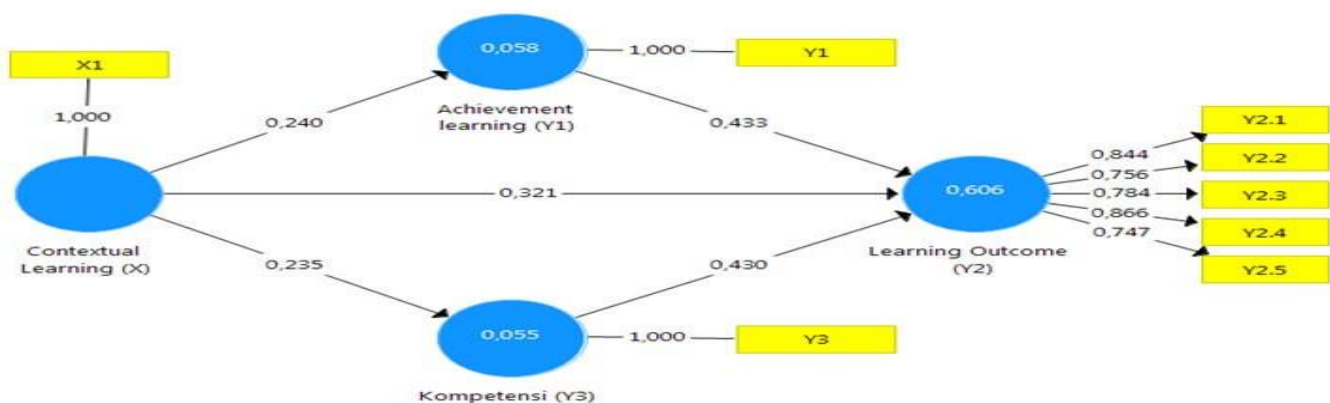 0,058
1,000
Y1
X1
Achievement
learning (Y1)
1,000
0,240
0,433
Y2.1
0,844
Y2.2
0,756
0,321
0,606
0,784
Y2.3
0,866
Y2.4
0,747
Contextual
Learning (X)
Learning Outcome
(Y2)
0,235
0,430
Y2.5
0,055
1,000
Y3
Kompetensi (Y3)